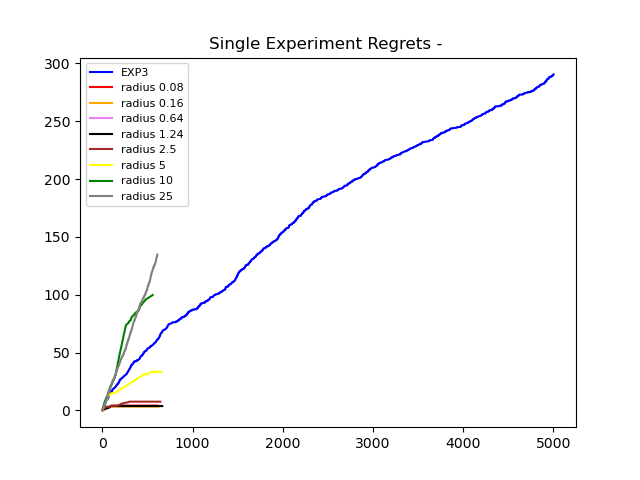 Single Experiment Regrets -
300
250
200
150
100
50
0
EXP3
radius 0.08
radius 0.16
radius 0.64
radius 1.24
radius 2.5
radius 5
radius 10
radius 25
0 1000 2000 3000 4000 5000